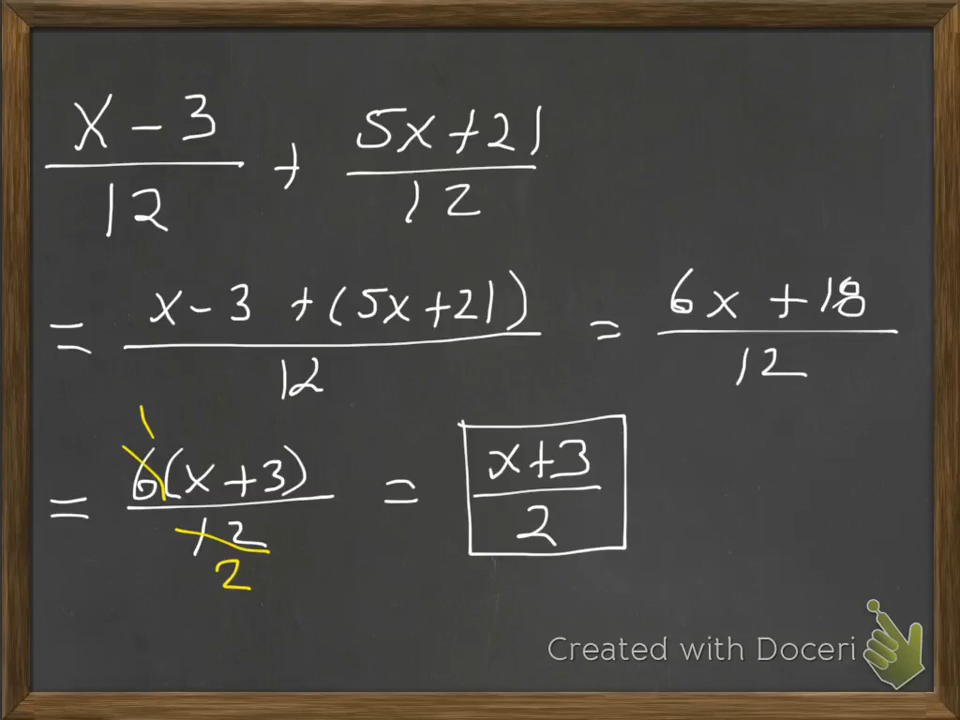 x - 3 / 12 + 5x + 21 / 12
= x - 3 + (5x + 21) / 12 = 6x + 18 / 12
= 6(x + 3) / 12 = x + 3 / 2
1
2
Created with Doceri